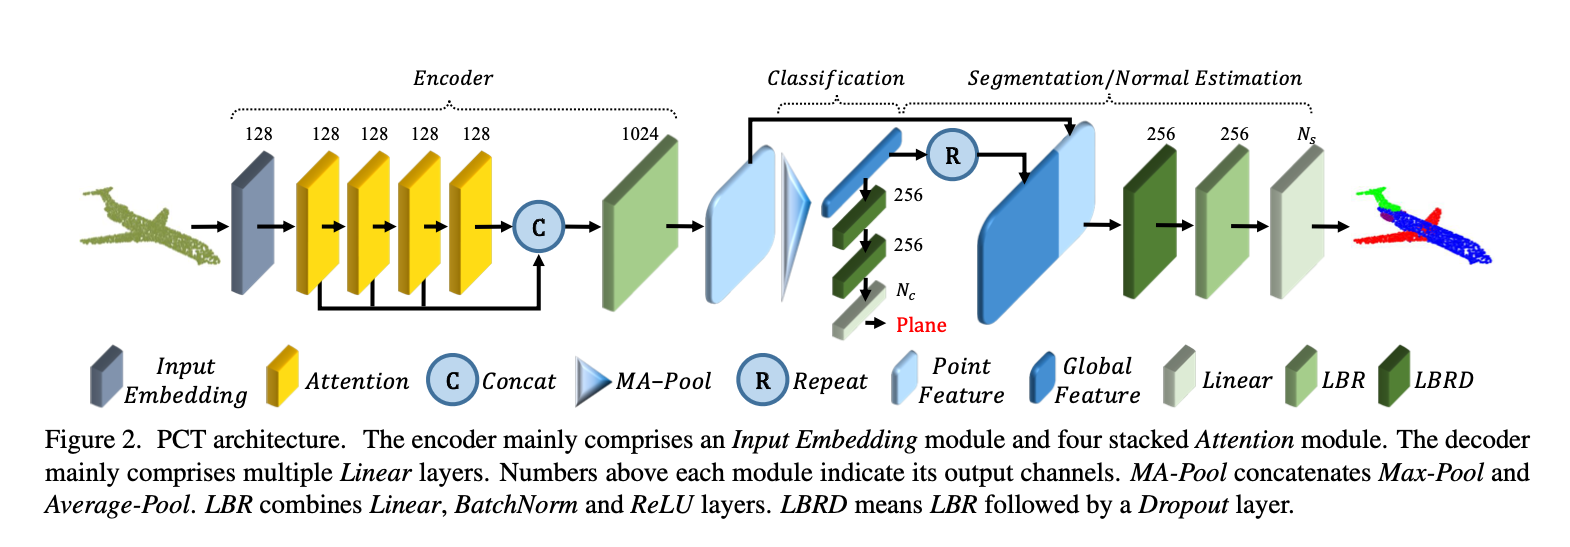 Encoder
Classification
Segmentation/Normal Estimation
128
128
128
128
128
1024
256
256
N_s
C
R
256
256
N_c
Plane
Input Embedding
Attention
C Concat
MA–Pool
R Repeat
Point Feature
Global Feature
Linear
LBR
LBRD
Figure 2. PCT architecture. The encoder mainly comprises an Input Embedding module and four stacked Attention module. The decoder
mainly comprises multiple Linear layers. Numbers above each module indicate its output channels. MA-Pool concatenates Max-Pool and
Average-Pool. LBR combines Linear, BatchNorm and ReLU layers. LBRD means LBR followed by a Dropout layer.